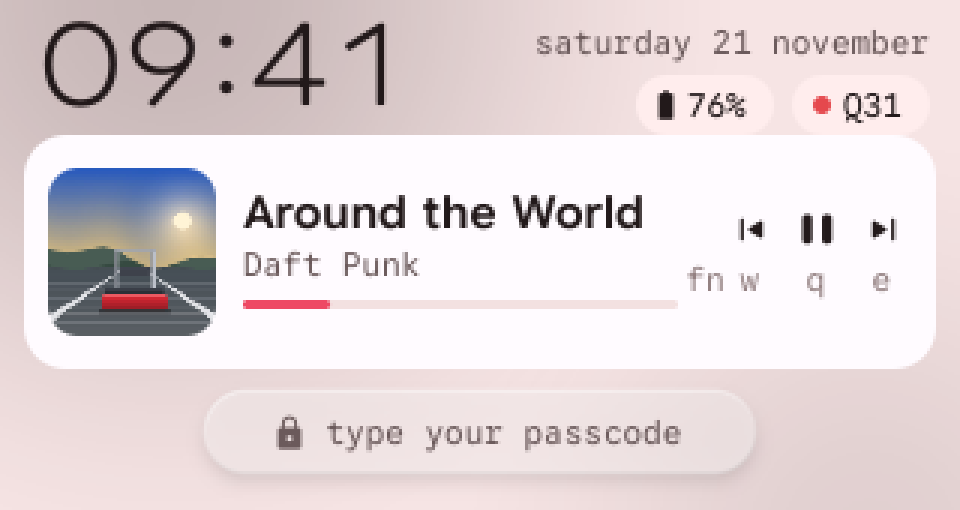 09:41
saturday 21 november
76%
Q31
Around the World
Daft Punk
fn w q e
type your passcode